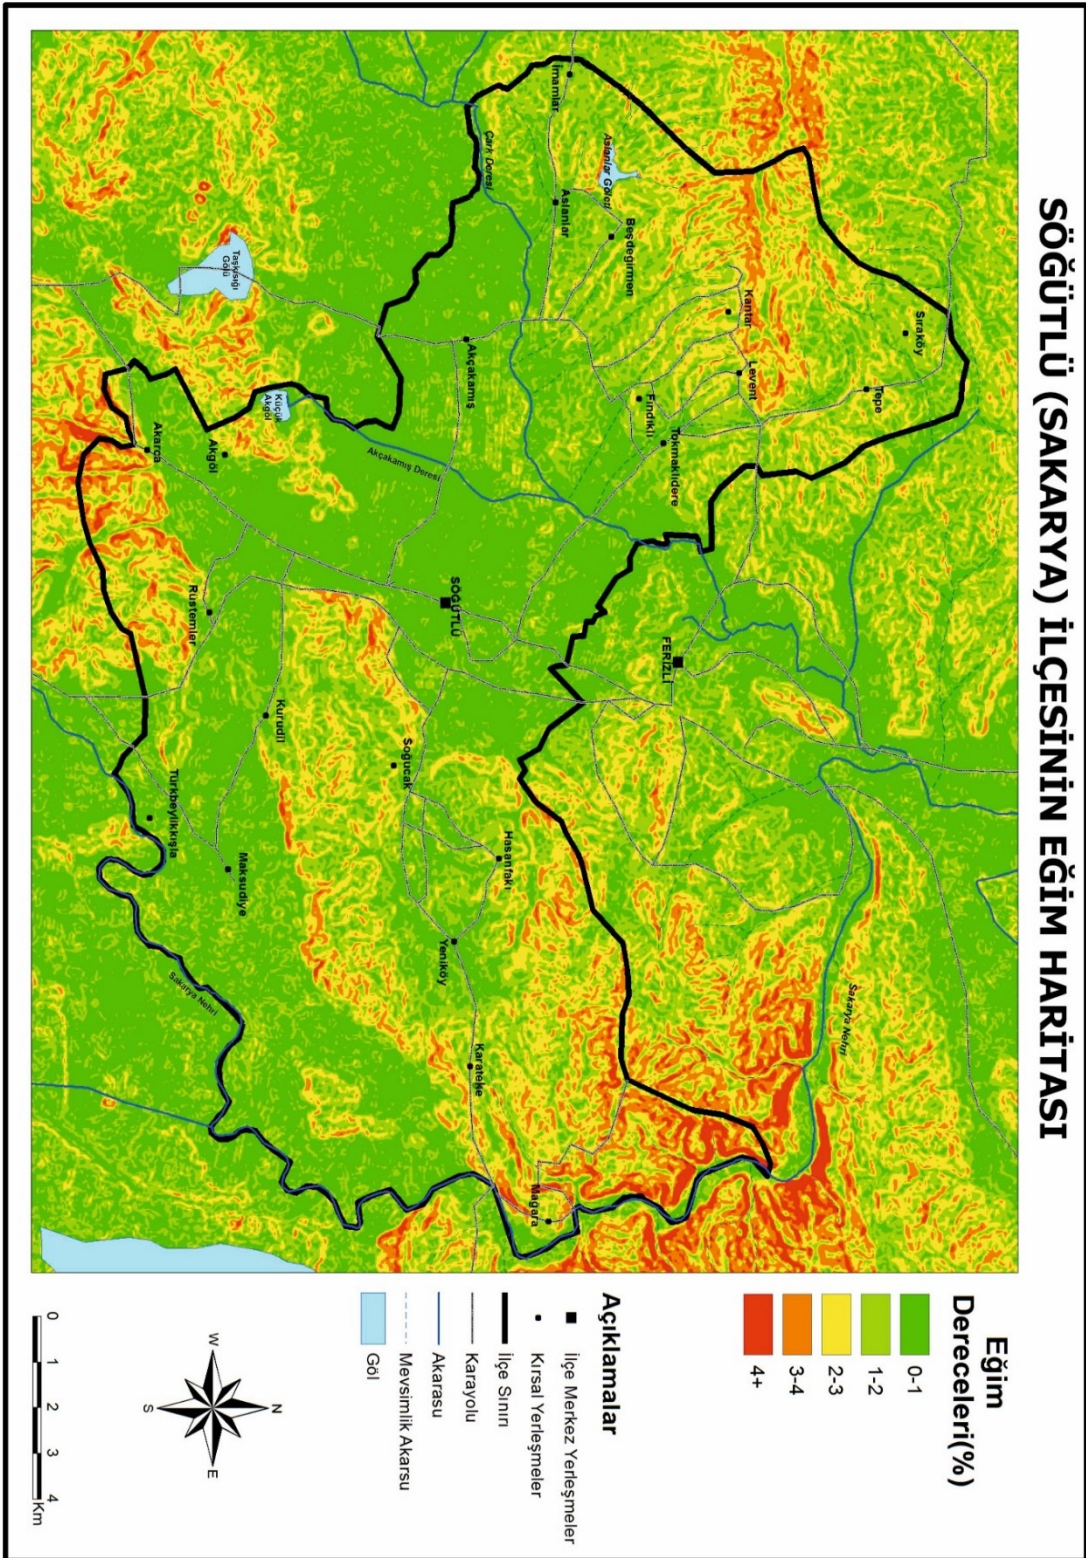 SÖĞÜTLÜ (SAKARYA) İLÇESİNİN EĞİM HARİTASI
İmamlar
Çark Deresi
Aslanlar Göleti
Aslanlar
Beşdeğirmen
Kantar
Sıraköy
Levent
Tepe
Fındıklı
Tokmaklıdere
Akçakamış
Taşkısığı
Gölü
Küçük
Akgöl
Akçakamış Deresi
Akgöl
Akarca
Rüstemler
SÖĞÜTLÜ
FERİZLİ
Kurudil
Soğucak
Hasanfakı
Türkbeylikkışla
Maksudiye
Yeniköy
Sakarya Nehri
Sakarya Nehri
Karateke
Mağara
Eğim
Dereceleri(%)
0-1
1-2
2-3
3-4
4+
Açıklamalar
İlçe Merkez Yerleşmeler
Kırsal Yerleşmeler
İlçe Sınırı
Karayolu
Akarasu
Mevsimlik Akarsu
Göl
N
W
E
S
0 1 2 3 4
Km